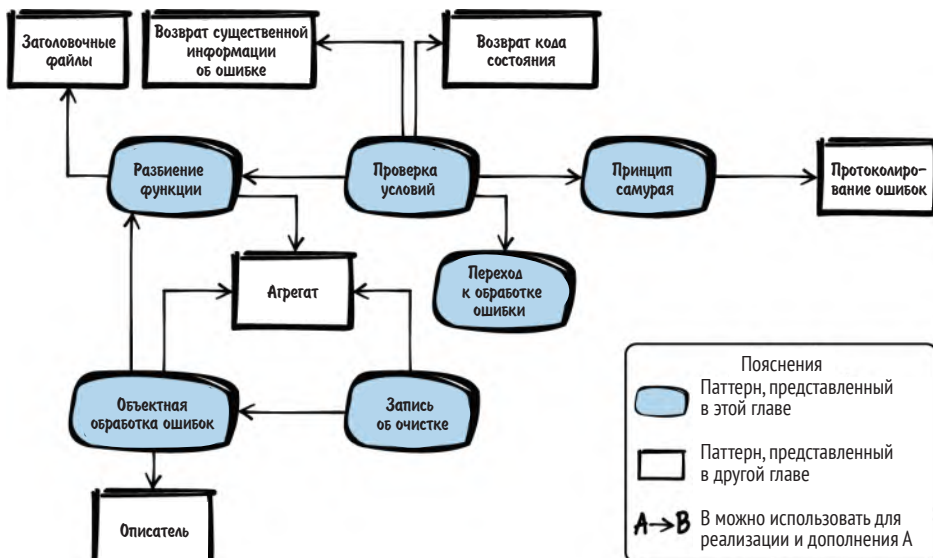 Заголовочные
файлы
Возврат существенной
информации
об ошибке
Возврат кода
состояния
Разбиение
функции
Проверка
условий
Принцип
самурая
Протоколиро-
вание ошибок
Агрегат
Переход
к обработке
ошибки
Объектная
обработка ошибок
Запись
об очистке
Описатель
Пояснения
Паттерн, представленный
в этой главе
Паттерн, представленный
в другой главе
A→B В можно использовать для
реализации и дополнения А